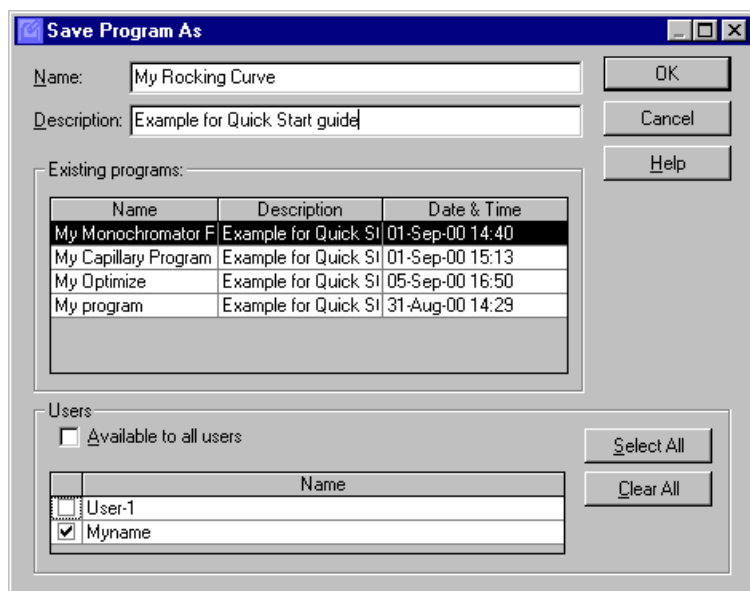 Save Program As
Name: My Rocking Curve OK
Description: Example for Quick Start guide Cancel
Help
Existing programs:
Name Description Date & Time
My Monochromator F Example for Quick St 01-Sep-00 14:40
My Capillary Program Example for Quick St 01-Sep-00 15:13
My Optimize Example for Quick St 05-Sep-00 16:50
My program Example for Quick St 31-Aug-00 14:29
Users
Available to all users
Select All
Name Clear All
User-1
Myname